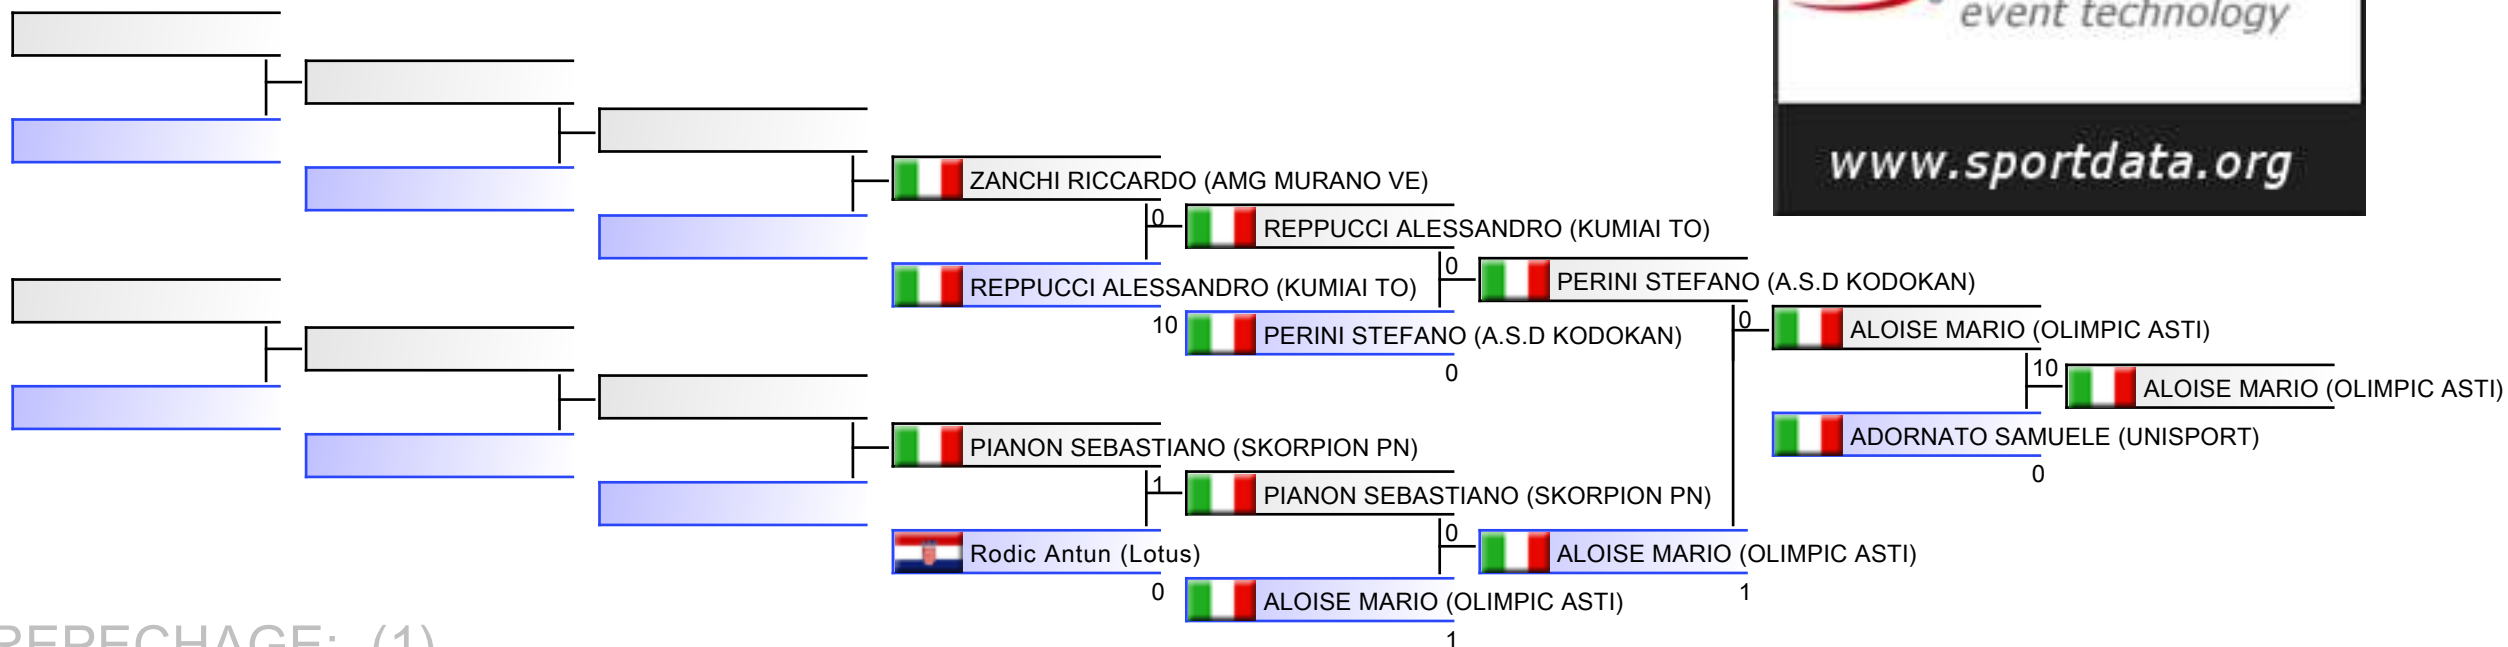 event technology
www.sportdata.org
ZANCHI RICCARDO (AMG MURANO VE)
0
REPPUCCI ALESSANDRO (KUMIAI TO)
0
PERINI STEFANO (A.S.D KODOKAN)
REPPUCCI ALESSANDRO (KUMIAI TO)
10
PERINI STEFANO (A.S.D KODOKAN)
0
0
ALOISE MARIO (OLIMPIC ASTI)
10
ALOISE MARIO (OLIMPIC ASTI)
ADORNATO SAMUELE (UNISPORT)
0
PIANON SEBASTIANO (SKORPION PN)
1
PIANON SEBASTIANO (SKORPION PN)
0
ALOISE MARIO (OLIMPIC ASTI)
1
Rodic Antun (Lotus)
0
ALOISE MARIO (OLIMPIC ASTI)
1
REPECHAGE: (1)